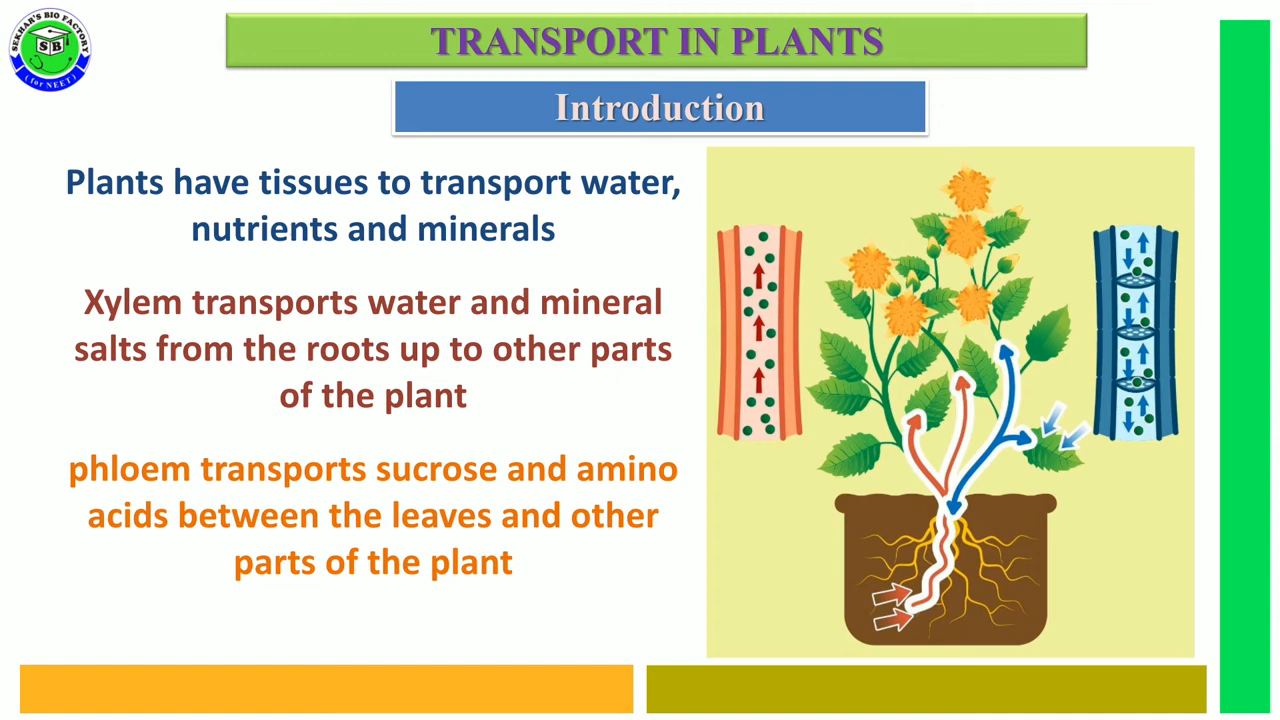 SEKHAR'S BIO FACTORY
SB
(for NEET)
TRANSPORT IN PLANTS
Introduction
Plants have tissues to transport water,
nutrients and minerals
Xylem transports water and mineral
salts from the roots up to other parts
of the plant
phloem transports sucrose and amino
acids between the leaves and other
parts of the plant